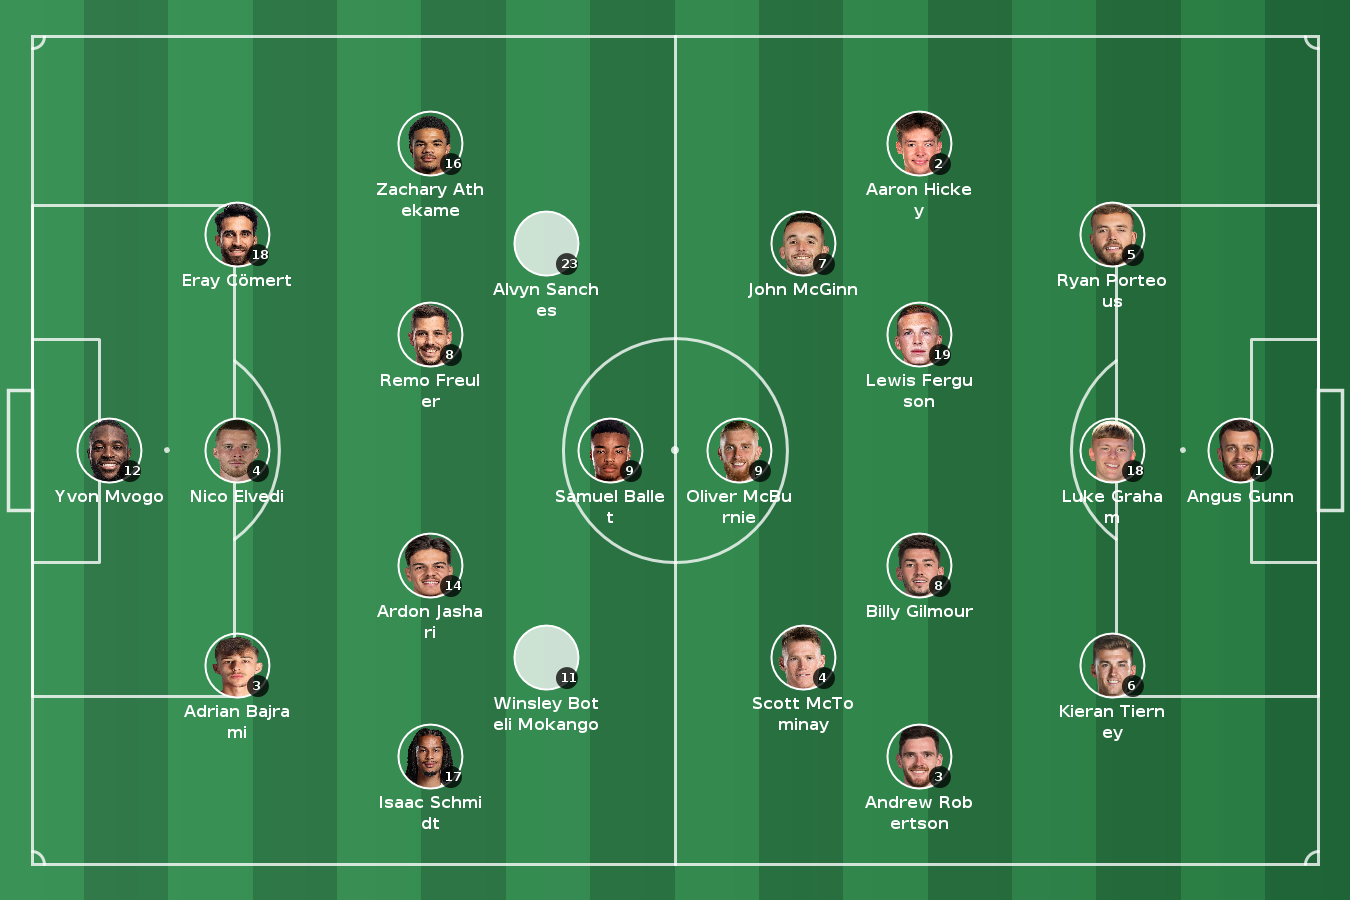 16
Zachary Ath
ekame
2
Aaron Hicke
y
18
Eray Cömert
23
Alvyn Sanch
es
7
John McGinn
5
Ryan Porteo
us
8
Remo Freul
er
19
Lewis Fergu
son
12
Yvon Mvogo
4
Nico Elvedi
9
Samuel Balle
t
9
Oliver McBu
rnie
18
Luke Graha
m
1
Angus Gunn
14
Ardon Jasha
ri
8
Billy Gilmour
3
Adrian Bajra
mi
11
Winsley Bot
eli Mokango
4
Scott McTo
minay
6
Kieran Tiern
ey
17
Isaac Schmi
dt
3
Andrew Rob
ertson